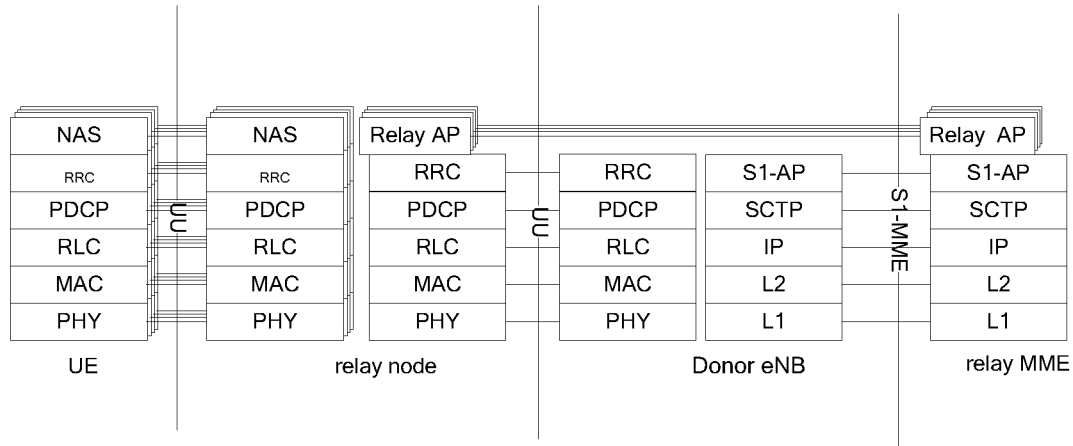 NAS NAS Relay AP Relay AP
RRC RRC RRC RRC S1-AP S1-AP
PDCP PDCP PDCP PDCP SCTP SCTP
UU UU S1-MME
RLC RLC RLC RLC IP IP
MAC MAC MAC MAC L2 L2
PHY PHY PHY PHY L1 L1
UE relay node Donor eNB relay MME